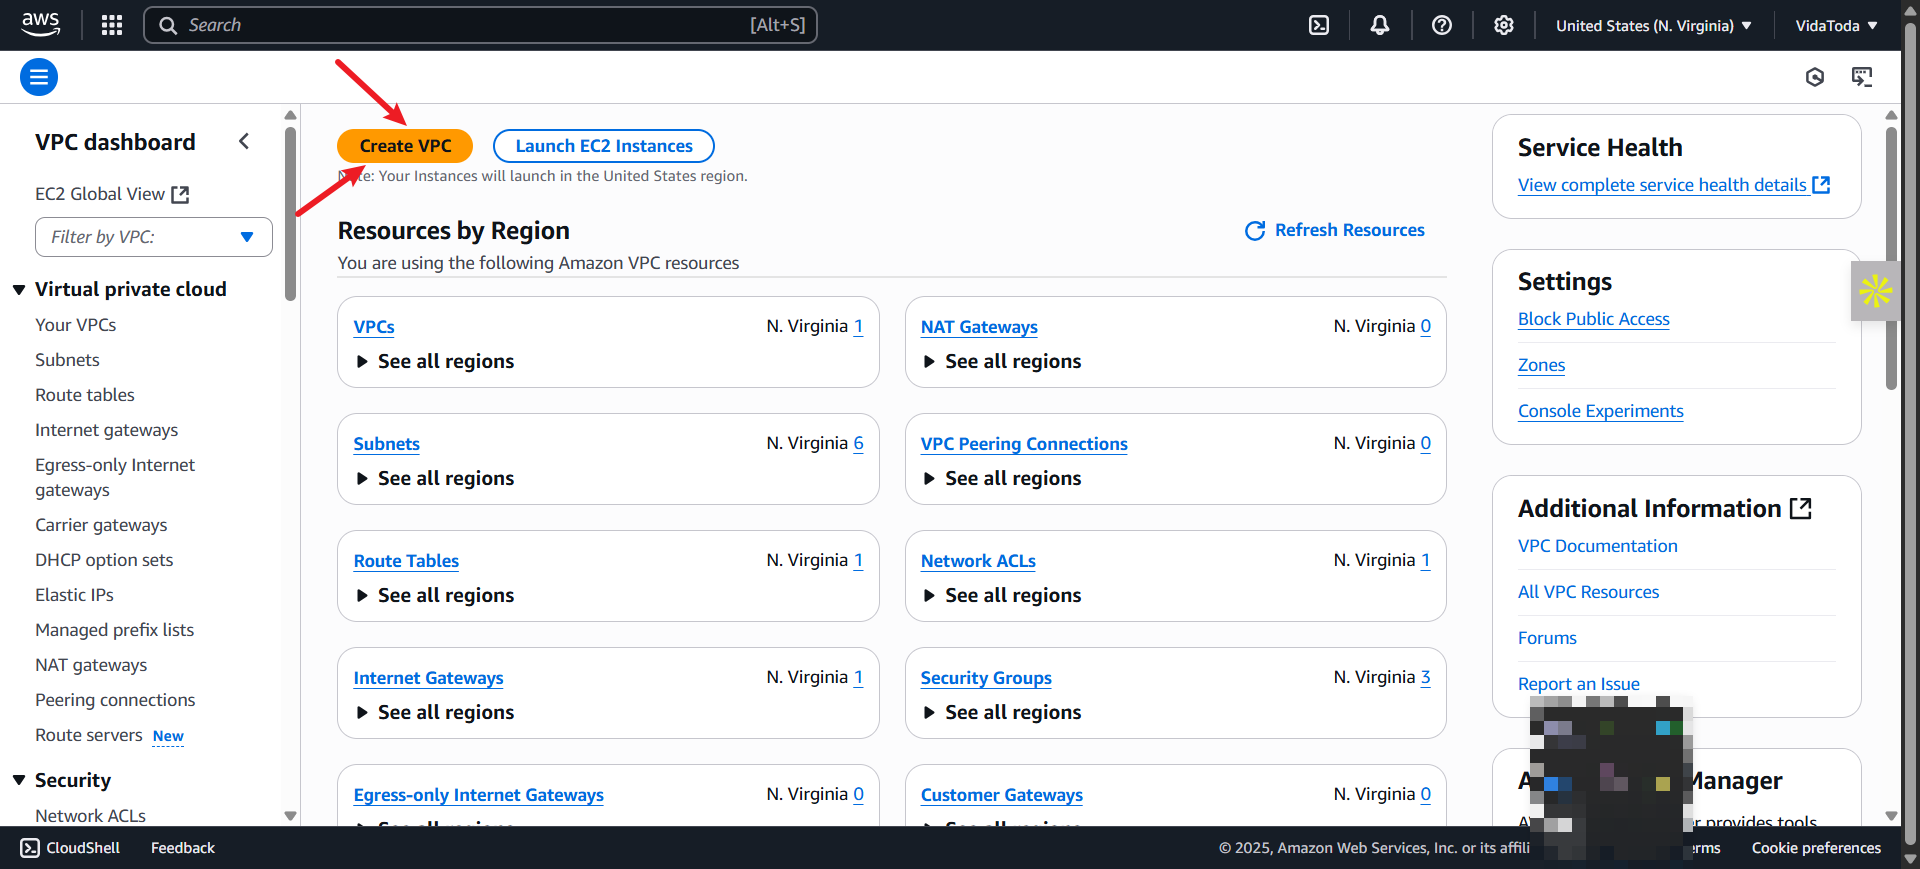 aws
Search
[Alt+S]
United States (N. Virginia)
VidaToda
VPC dashboard
EC2 Global View
Filter by VPC:
Virtual private cloud
Your VPCs
Subnets
Route tables
Internet gateways
Egress-only Internet
gateways
Carrier gateways
DHCP option sets
Elastic IPs
Managed prefix lists
NAT gateways
Peering connections
Route servers New
Security
Network ACLs
Create VPC
Launch EC2 Instances
Your Instances will launch in the United States region.
Resources by Region
Refresh Resources
You are using the following Amazon VPC resources
VPCs
N. Virginia 1
See all regions
NAT Gateways
N. Virginia 0
See all regions
Subnets
N. Virginia 6
See all regions
VPC Peering Connections
N. Virginia 0
See all regions
Route Tables
N. Virginia 1
See all regions
Network ACLs
N. Virginia 1
See all regions
Internet Gateways
N. Virginia 1
See all regions
Security Groups
N. Virginia 3
See all regions
Egress-only Internet Gateways
N. Virginia 0
See all regions
Customer Gateways
N. Virginia 0
See all regions
Service Health
View complete service health details
Settings
Block Public Access
Zones
Console Experiments
Additional Information
VPC Documentation
All VPC Resources
Forums
Report an Issue
Manager
provides tools
CloudShell
Feedback
© 2025, Amazon Web Services, Inc. or its
Cookie preferences